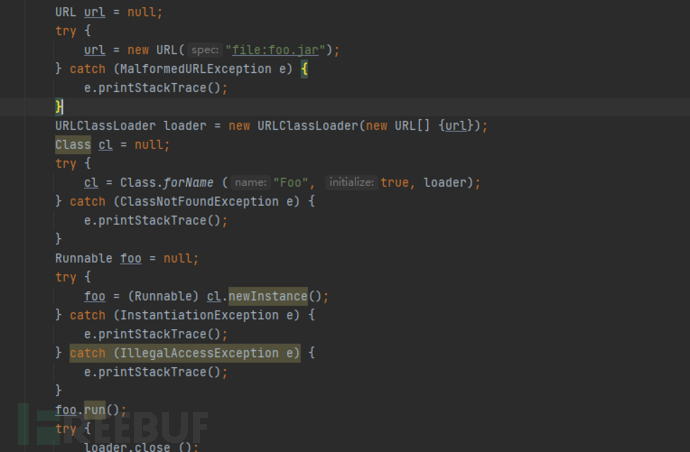 URL url = null;
try {
url = new URL( spec: "file:foo.jar");
} catch (MalformedURLException e) {
e.printStackTrace();
}
URLClassLoader loader = new URLClassLoader(new URL[] {url});
Class cl = null;
try {
cl = Class.forName ( name: "Foo", initialize: true, loader);
} catch (ClassNotFoundException e) {
e.printStackTrace();
}
Runnable foo = null;
try {
foo = (Runnable) cl.newInstance();
} catch (InstantiationException e) {
e.printStackTrace();
} catch (IllegalAccessException e) {
e.printStackTrace();
}
foo.run();
FREEBUF
try {
loader.close ();